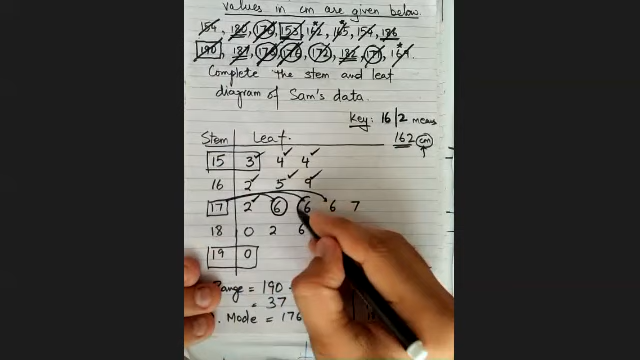 values in cm are given below.
154, 180, 176, 153, 162, 165, 154, 186
190, 187, 176, 176, 172, 182, 177, 169
Complete the stem and leaf
diagram of Sam's data.
Key: 16|2 means
162 cm
Stem Leaf
15 3 4 4
16 2 5 9
17 2 6 6 6 7
18 0 2 6
19 0
Range = 190
= 37
Mode = 176